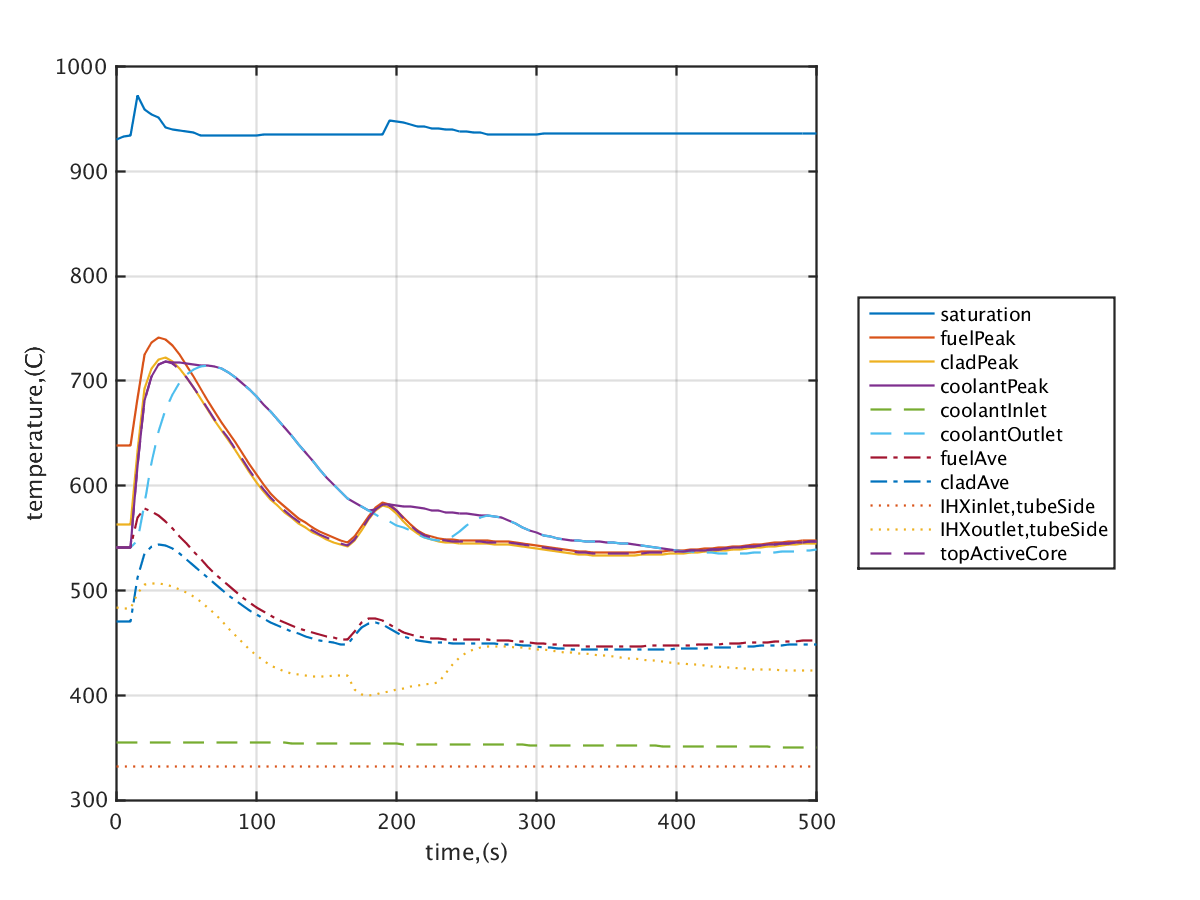 1000
900
800
700
600
500
400
300
0 100 200 300 400 500
time,(s)
temperature,(C)
saturation
fuelPeak
cladPeak
coolantPeak
coolantInlet
coolantOutlet
fuelAve
cladAve
IHXinlet,tubeSide
IHXoutlet,tubeSide
topActiveCore